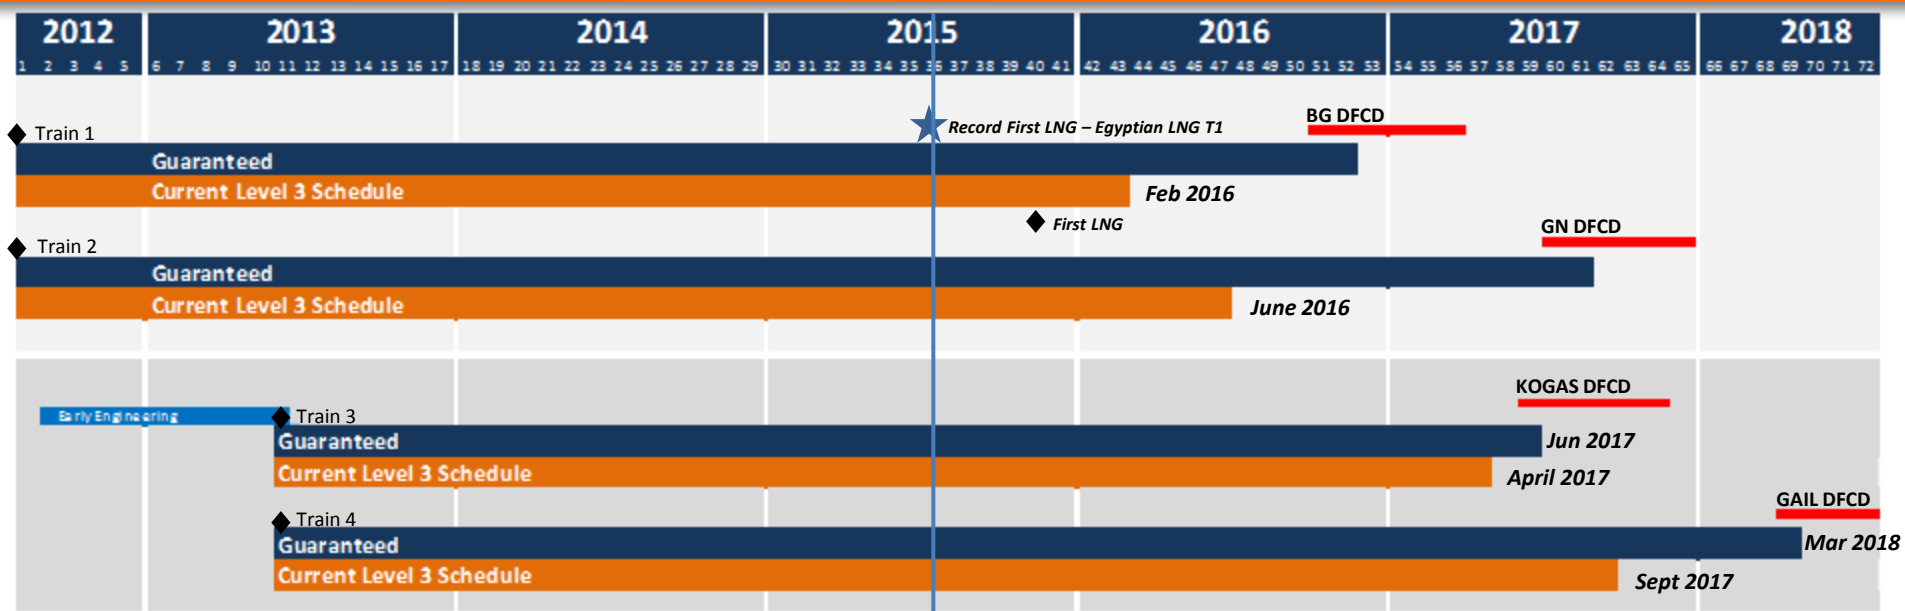 2012 2013 2014 2015 2016 2017 2018
1 2 3 4 5 6 7 8 9 10 11 12 13 14 15 16 17 18 19 20 21 22 23 24 25 26 27 28 29 30 31 32 33 34 35 36 37 38 39 40 41 42 43 44 45 46 47 48 49 50 51 52 53 54 55 56 57 58 59 60 61 62 63 64 65 66 67 68 69 70 71 72
BG DFCD
Train 1
Record First LNG – Egyptian LNG T1
Guaranteed
Current Level 3 Schedule
Feb 2016
First LNG
GN DFCD
Train 2
Guaranteed
Current Level 3 Schedule
June 2016
KOGAS DFCD
Early Engineering
Train 3
Guaranteed
Jun 2017
Current Level 3 Schedule
April 2017
GAIL DFCD
Train 4
Guaranteed
Mar 2018
Current Level 3 Schedule
Sept 2017